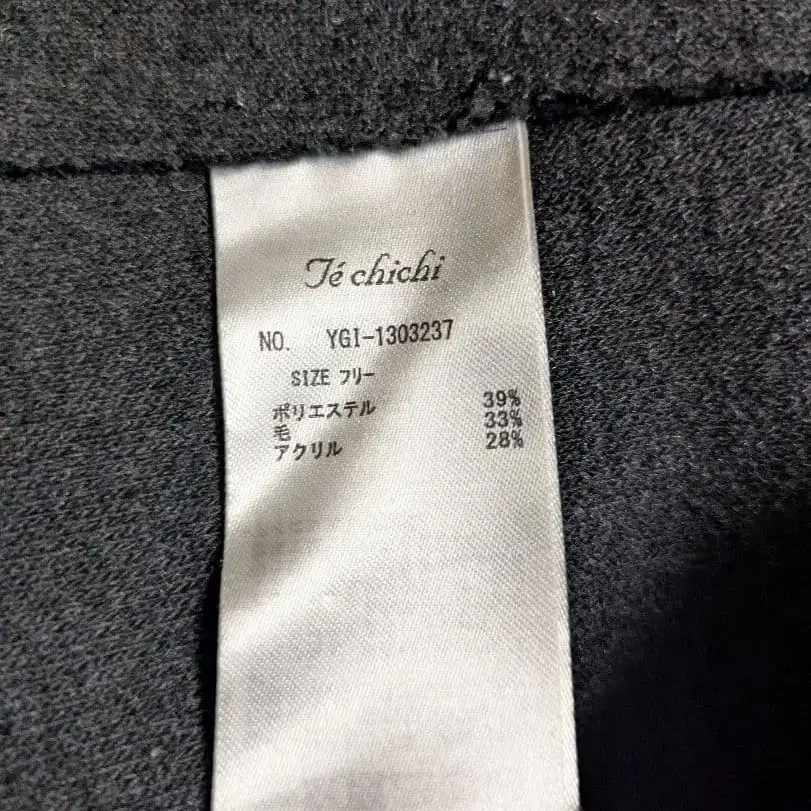 Té chichi
NO. YGI-1303237
SIZE フリー
ポリエステル 39%
毛 33%
アクリル 28%